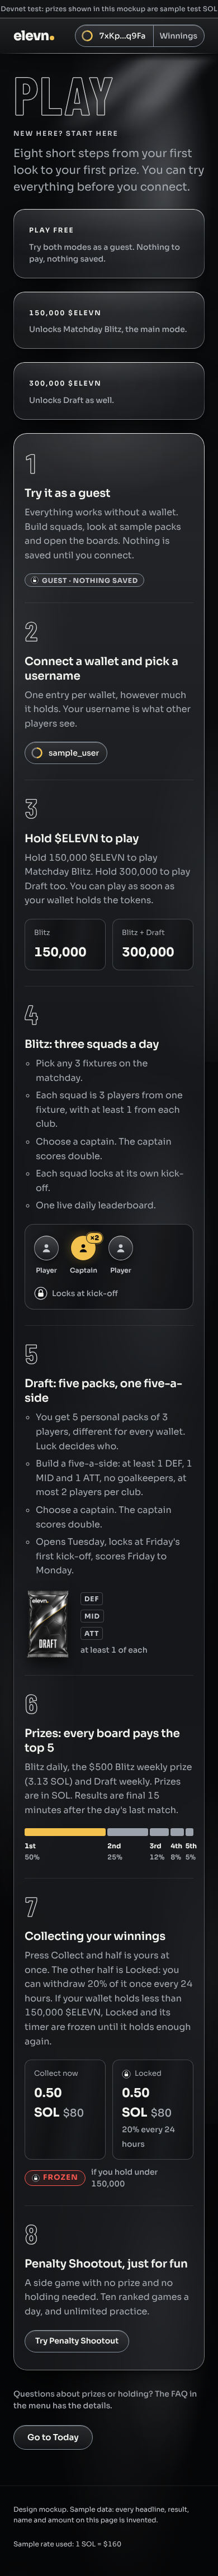 Devnet test: prizes shown in this mockup are sample test SOL
elevn.
7xKp...q9Fa
Winnings
PLAY
NEW HERE? START HERE
Eight short steps from your first
look to your first prize. You can try
everything before you connect.
PLAY FREE
Try both modes as a guest. Nothing to
pay, nothing saved.
150,000 $ELEVN
Unlocks Matchday Blitz, the main mode.
300,000 $ELEVN
Unlocks Draft as well.
1
Try it as a guest
Everything works without a wallet.
Build squads, look at sample packs
and open the boards. Nothing is
saved until you connect.
GUEST · NOTHING SAVED
2
Connect a wallet and pick a
username
One entry per wallet, however much
it holds. Your username is what other
players see.
sample_user
3
Hold $ELEVN to play
Hold 150,000 $ELEVN to play
Matchday Blitz. Hold 300,000 to play
Draft too. You can play as soon as
your wallet holds the tokens.
Blitz
150,000
Blitz + Draft
300,000
4
Blitz: three squads a day
Pick any 3 fixtures on the
matchday.
Each squad is 3 players from one
fixture, with at least 1 from each
club.
Choose a captain. The captain
scores double.
Each squad locks at its own kick-
off.
One live daily leaderboard.
×2
Player
Captain
Player
Locks at kick-off
5
Draft: five packs, one five-a-
side
You get 5 personal packs of 3
players, different for every wallet.
Luck decides who.
Build a five-a-side: at least 1 DEF, 1
MID and 1 ATT, no goalkeepers, at
most 2 players per club.
Choose a captain. The captain
scores double.
Opens Tuesday, locks at Friday's
first kick-off, scores Friday to
Monday.
elevn.
DRAFT
DEF
MID
ATT
at least 1 of each
6
Prizes: every board pays the
top 5
Blitz daily, the $500 Blitz weekly prize
(3.13 SOL) and Draft weekly. Prizes
are in SOL. Results are final 15
minutes after the day's last match.
1st
50%
2nd
25%
3rd
12%
4th
8%
5th
5%
7
Collecting your winnings
Press Collect and half is yours at
once. The other half is Locked: you
can withdraw 20% of it once every 24
hours. If your wallet holds less than
150,000 $ELEVN, Locked and its
timer are frozen until it holds enough
again.
Collect now
0.50
SOL $80
Locked
0.50
SOL $80
20% every 24
hours
FROZEN
if you hold under
150,000
8
Penalty Shootout, just for fun
A side game with no prize and no
holding needed. Ten ranked games a
day, and unlimited practice.
Try Penalty Shootout
Questions about prizes or holding? The FAQ in
the menu has the details.
Go to Today
Design mockup. Sample data: every headline, result,
name and amount on this page is invented.
Sample rate used: 1 SOL = $160